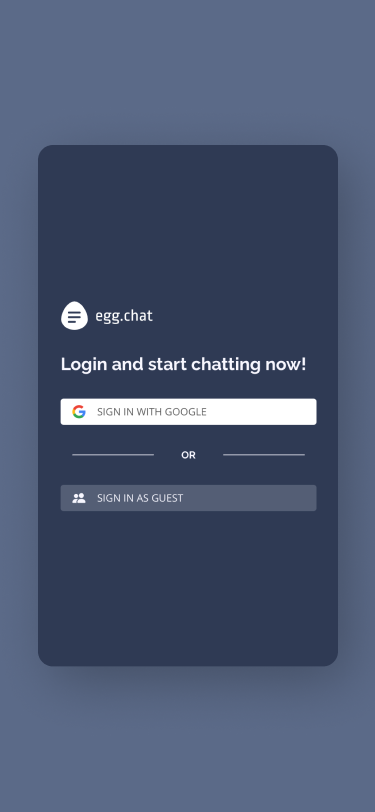 egg.chat
Login and start chatting now!
SIGN IN WITH GOOGLE
OR
SIGN IN AS GUEST